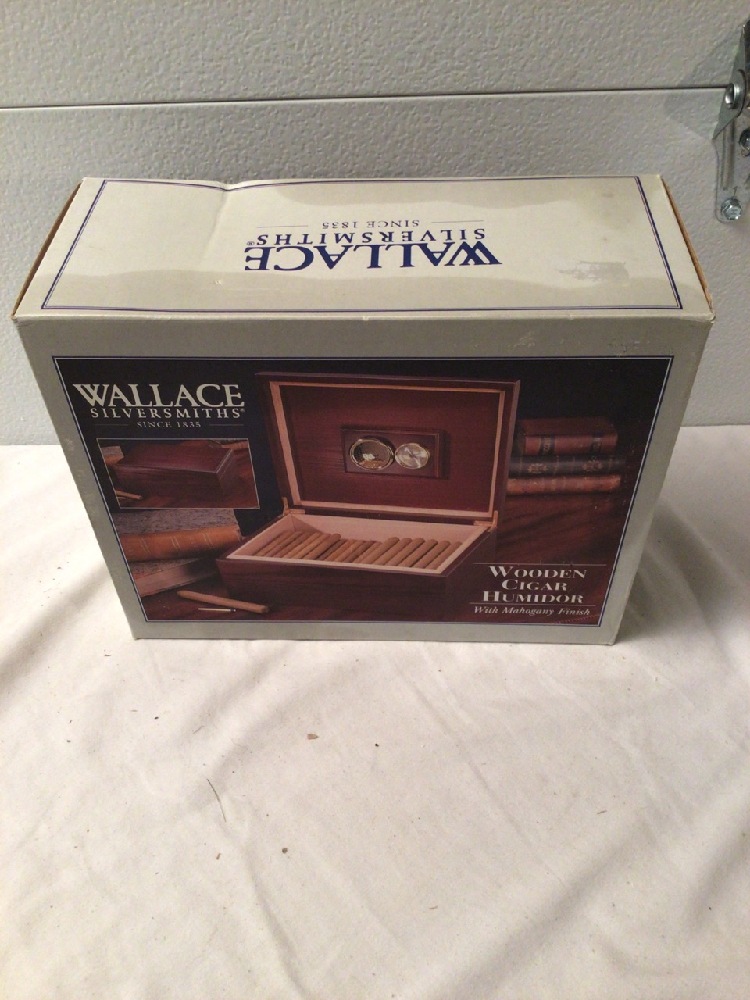 WALLACE
SILVERSMITHS®
SINCE 1835
WALLACE
SILVERSMITHS®
SINCE 1835
WOODEN
CIGAR
HUMIDOR
With Mahogany Finish